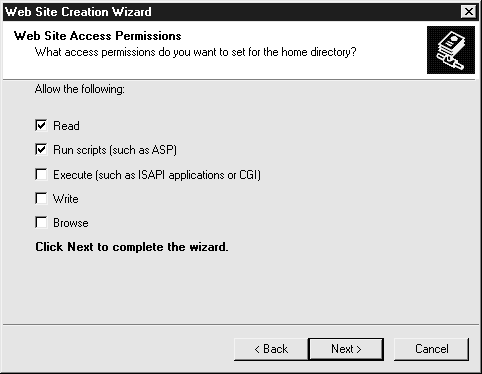 Web Site Creation Wizard
Web Site Access Permissions
What access permissions do you want to set for the home directory?
Allow the following:
Read
Run scripts (such as ASP)
Execute (such as ISAPI applications or CGI)
Write
Browse
Click Next to complete the wizard.
< Back Next > Cancel